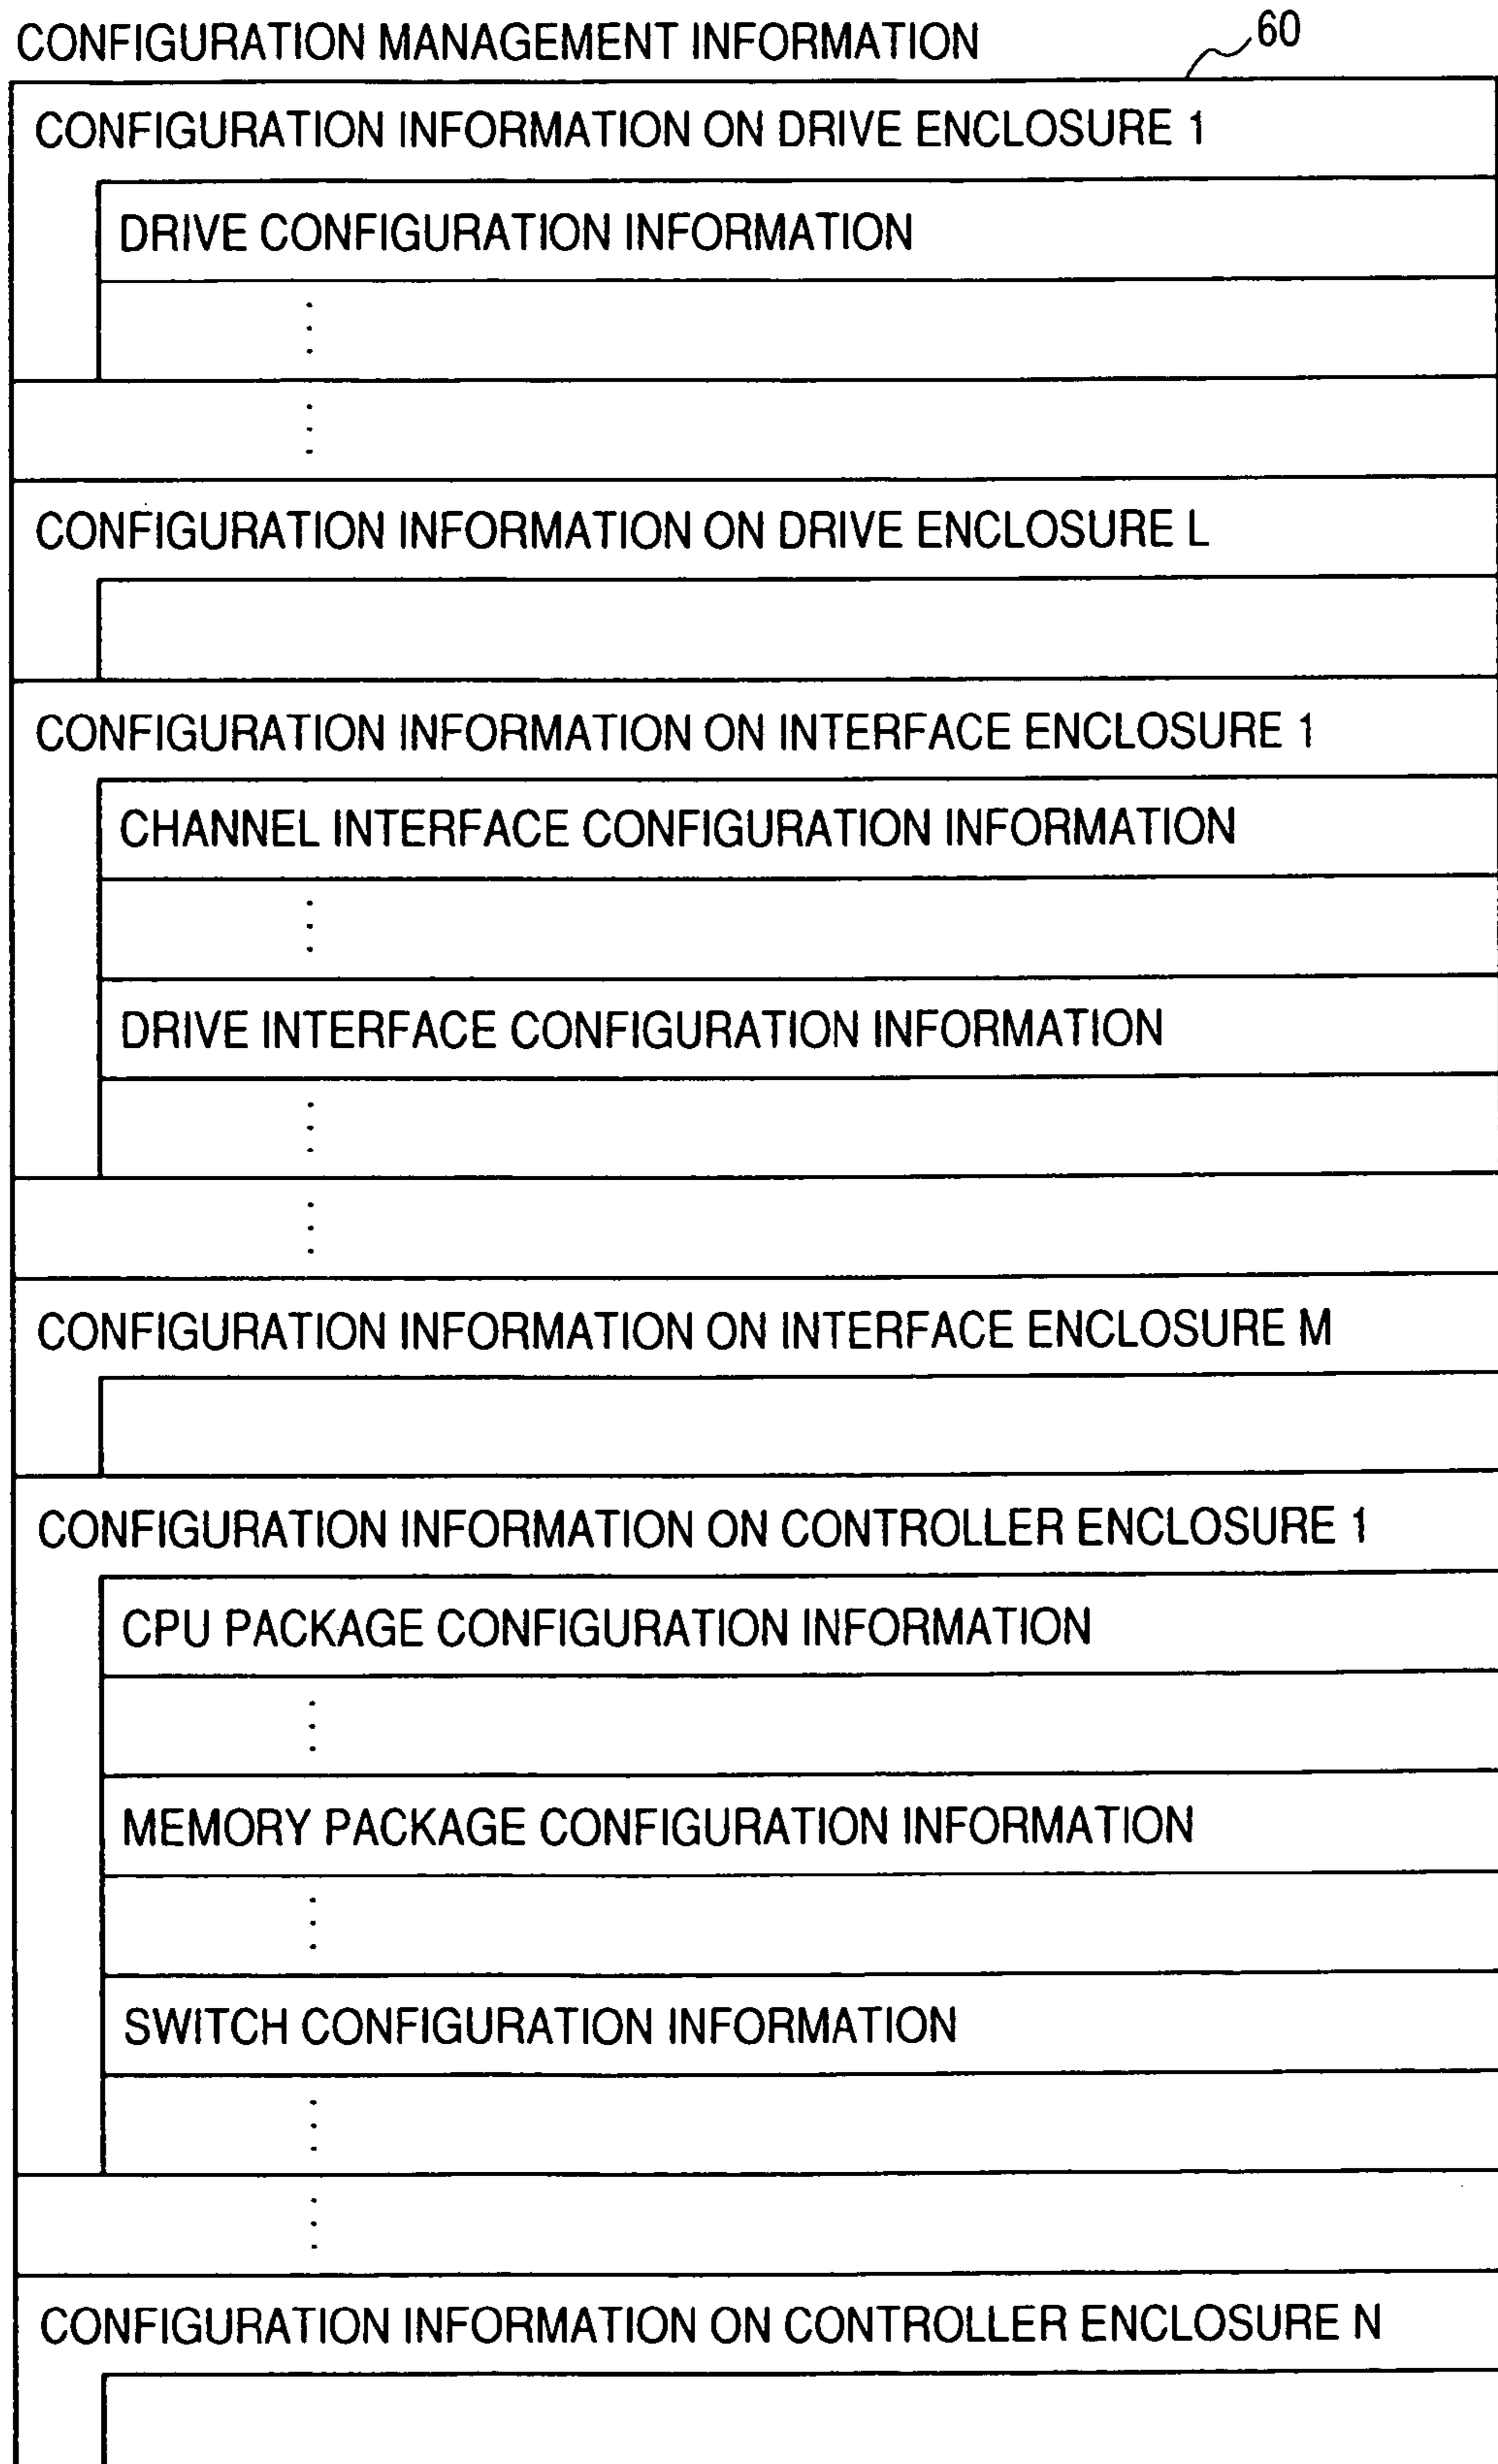 CONFIGURATION MANAGEMENT INFORMATION 60
CONFIGURATION INFORMATION ON DRIVE ENCLOSURE 1
DRIVE CONFIGURATION INFORMATION
CONFIGURATION INFORMATION ON DRIVE ENCLOSURE L
CONFIGURATION INFORMATION ON INTERFACE ENCLOSURE 1
CHANNEL INTERFACE CONFIGURATION INFORMATION
DRIVE INTERFACE CONFIGURATION INFORMATION
CONFIGURATION INFORMATION ON INTERFACE ENCLOSURE M
CONFIGURATION INFORMATION ON CONTROLLER ENCLOSURE 1
CPU PACKAGE CONFIGURATION INFORMATION
MEMORY PACKAGE CONFIGURATION INFORMATION
SWITCH CONFIGURATION INFORMATION
CONFIGURATION INFORMATION ON CONTROLLER ENCLOSURE N